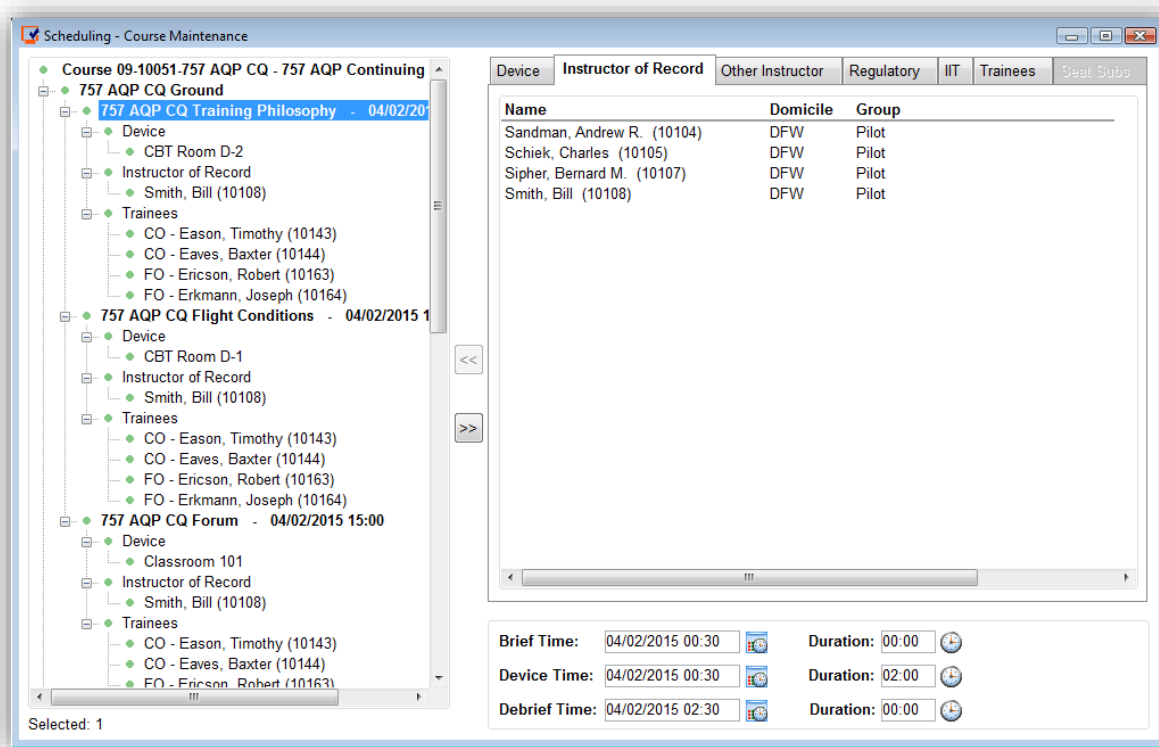 Scheduling - Course Maintenance
Course 09-10051-757 AQP CQ - 757 AQP Continuing
757 AQP CQ Ground
757 AQP CQ Training Philosophy - 04/02/201
Device
CBT Room D-2
Instructor of Record
Smith, Bill (10108)
Trainees
CO - Eason, Timothy (10143)
CO - Eaves, Baxter (10144)
FO - Ericson, Robert (10163)
FO - Erkmann, Joseph (10164)
757 AQP CQ Flight Conditions - 04/02/2015 1
Device
CBT Room D-1
Instructor of Record
Smith, Bill (10108)
Trainees
CO - Eason, Timothy (10143)
CO - Eaves, Baxter (10144)
FO - Ericson, Robert (10163)
FO - Erkmann, Joseph (10164)
757 AQP CQ Forum - 04/02/2015 15:00
Device
Classroom 101
Instructor of Record
Smith, Bill (10108)
Trainees
CO - Eason, Timothy (10143)
CO - Eaves, Baxter (10144)
FO - Ericson, Robert (10163)
Selected: 1
<<
>>
Device Instructor of Record Other Instructor Regulatory IIT Trainees Seat Subs
Name Domicile Group
Sandman, Andrew R. (10104) DFW Pilot
Schiek, Charles (10105) DFW Pilot
Sipher, Bernard M. (10107) DFW Pilot
Smith, Bill (10108) DFW Pilot
Brief Time: 04/02/2015 00:30 Duration: 00:00
Device Time: 04/02/2015 00:30 Duration: 02:00
Debrief Time: 04/02/2015 02:30 Duration: 00:00